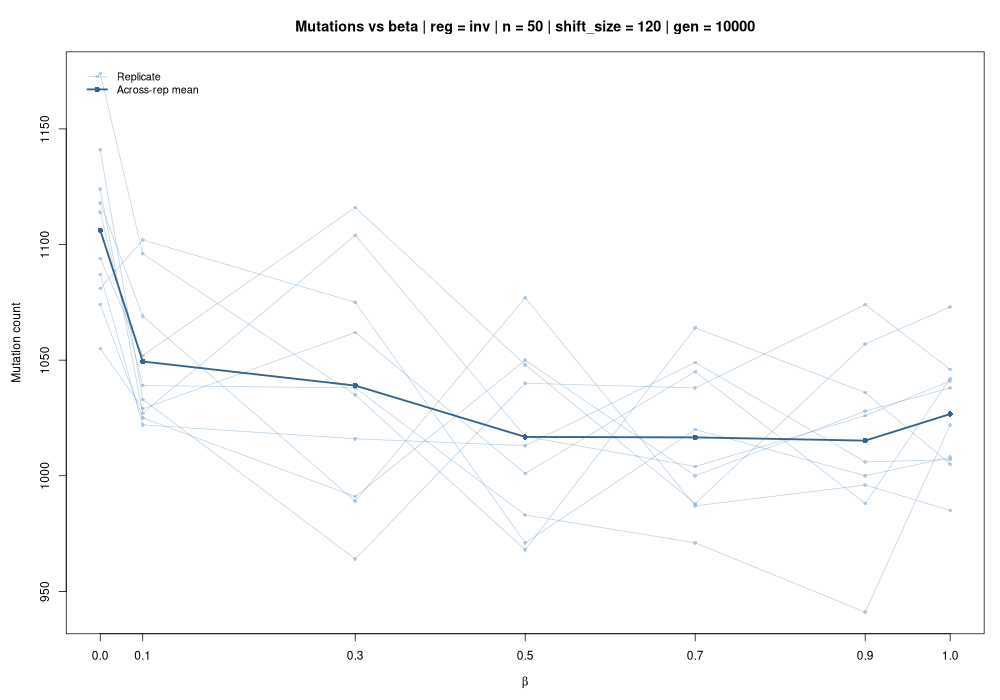 Mutations vs beta | reg = inv | n = 50 | shift_size = 120 | gen = 10000
Replicate
Across-rep mean
1150
1100
1050
1000
950
Mutation count
0.0 0.1 0.3 0.5 0.7 0.9 1.0
β